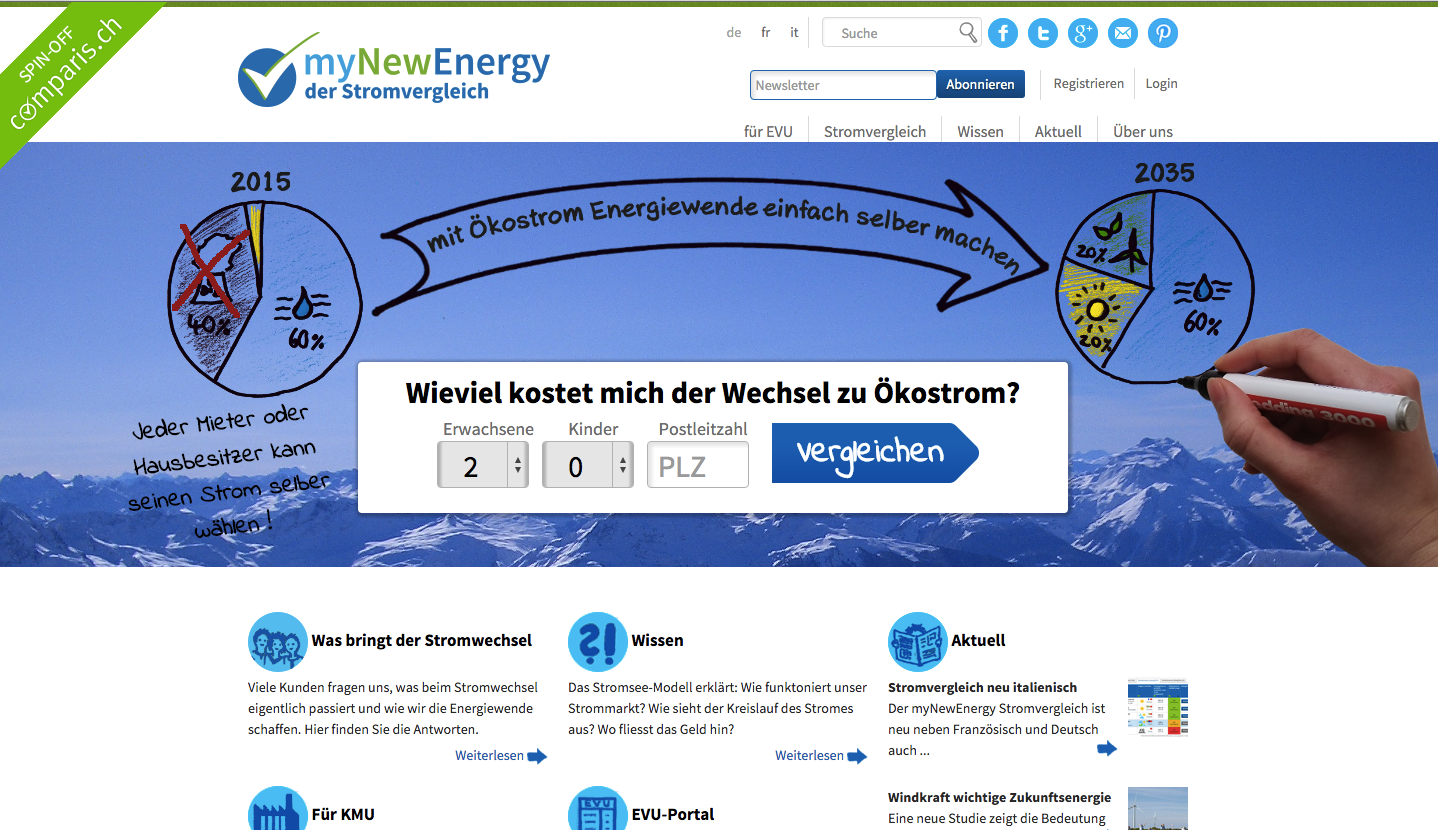 SPIN-OFF
comparis.ch
myNewEnergy
der Stromvergleich
de fr it
Suche
Newsletter
Abonnieren
Registrieren
Login
für EVU
Stromvergleich
Wissen
Aktuell
Über uns
2015
40%
60%
mit Ökostrom Energiewende einfach selber machen
2035
20%
20%
60%
edding 3000
Jeder Mieter oder
Hausbesitzer kann
seinen Strom selber
wählen!
Wieviel kostet mich der Wechsel zu Ökostrom?
Erwachsene Kinder Postleitzahl
2 0 PLZ
vergleichen
Was bringt der Stromwechsel
Viele Kunden fragen uns, was beim Stromwechsel
eigentlich passiert und wie wir die Energiewende
schaffen. Hier finden Sie die Antworten.
Weiterlesen
Wissen
Das Stromsee-Modell erklärt: Wie funktoniert unser
Strommarkt? Wie sieht der Kreislauf des Stromes
aus? Wo fliesst das Geld hin?
Weiterlesen
Aktuell
Stromvergleich neu italienisch
Der myNewEnergy Stromvergleich ist
neu neben Französisch und Deutsch
auch ...
Für KMU
EVU
EVU-Portal
Windkraft wichtige Zukunftsenergie
Eine neue Studie zeigt die Bedeutung